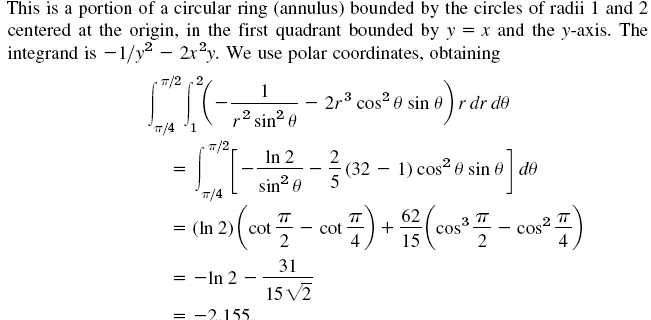 This is a portion of a circular ring (annulus) bounded by the circles of radii 1 and 2
centered at the origin, in the first quadrant bounded by y = x and the y-axis. The
integrand is −1/y² − 2x²y. We use polar coordinates, obtaining
∫_{π/4}^{π/2} ∫_1^2 (− 1/(r² sin² θ) − 2r³ cos² θ sin θ) r dr dθ
= ∫_{π/4}^{π/2} [− ln 2/(sin² θ) − 2/5 (32 − 1) cos² θ sin θ] dθ
= (ln 2)(cot π/2 − cot π/4) + 62/15 (cos³ π/2 − cos² π/4)
= −ln 2 − 31/(15√2)
= −2.155.